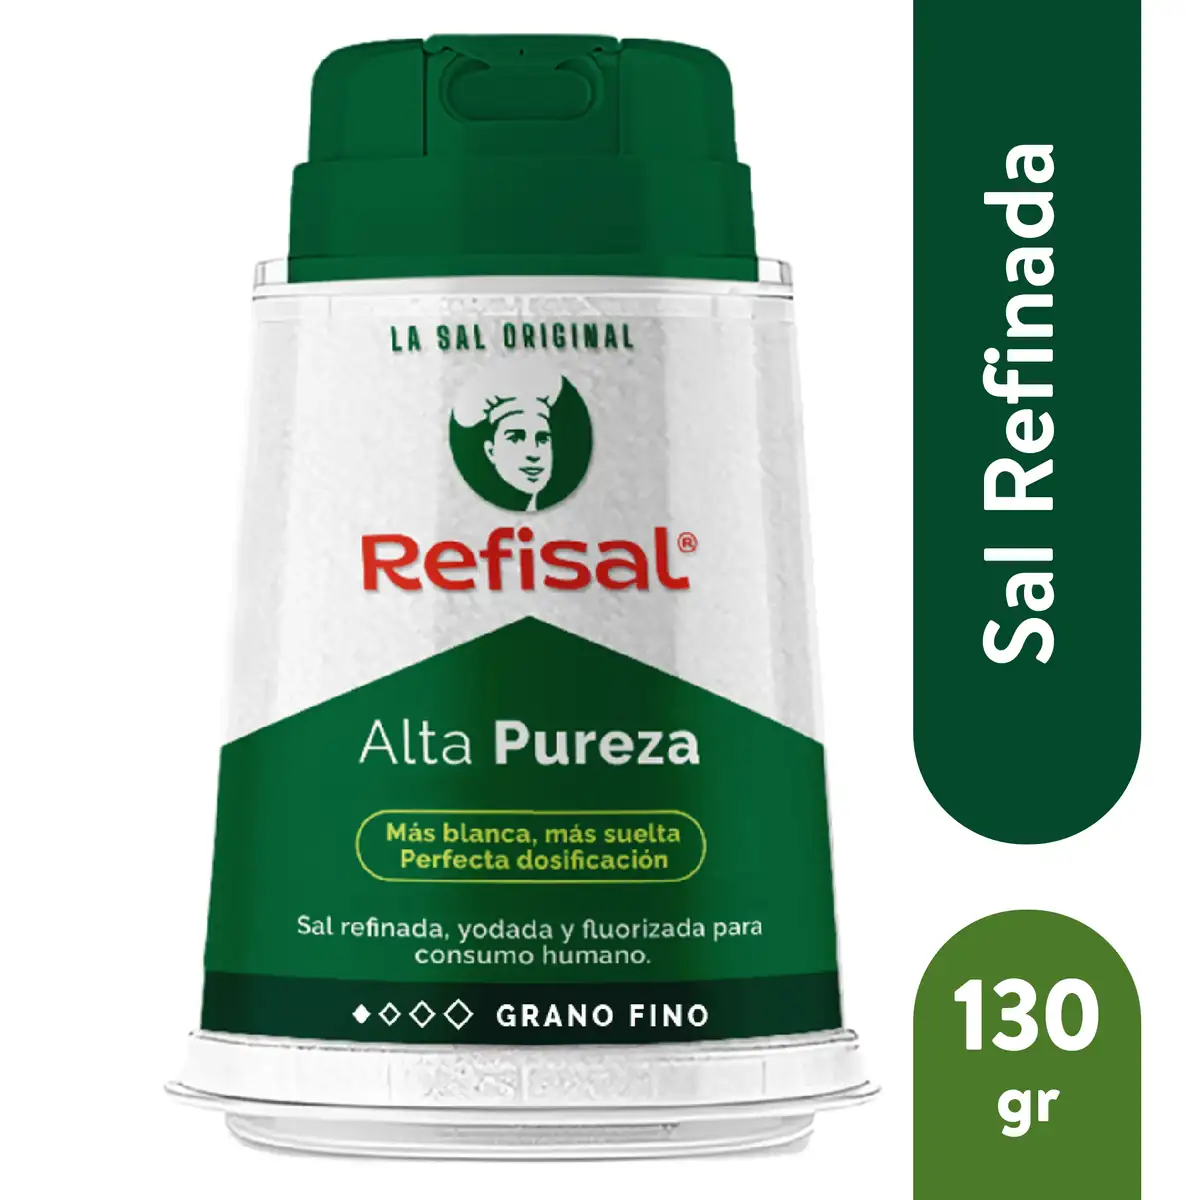 LA SAL ORIGINAL
Refisal®
Alta Pureza
Más blanca, más suelta
Perfecta dosificación
Sal refinada, yodada y fluorizada para
consumo humano.
GRANO FINO
Sal Refinada
130
gr